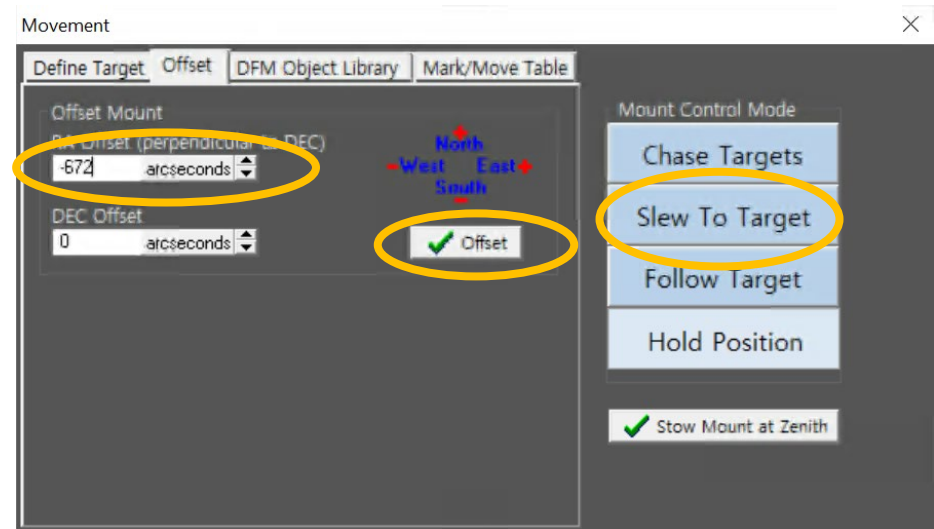 Movement
Define Target
Offset
DFM Object Library
Mark/Move Table
Offset Mount
RA Offset (perpendicular to DEC)
-672 arcseconds
DEC Offset
0 arcseconds
+
North
-West East+
South
-
Offset
Mount Control Mode
Chase Targets
Slew To Target
Follow Target
Hold Position
Stow Mount at Zenith